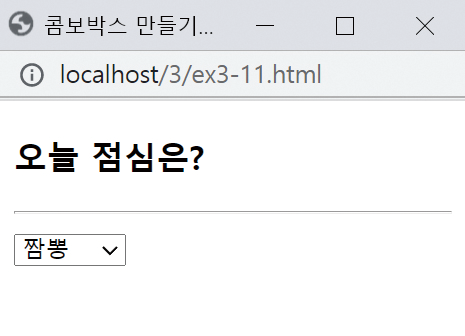 콤보박스 만들기...
localhost/3/ex3-11.html
오늘 점심은?
짬뽕